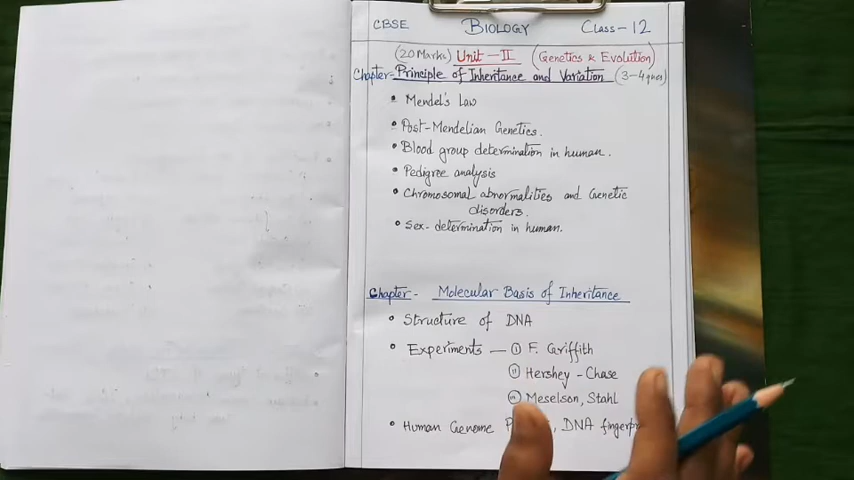 CBSE BIOLOGY Class-12
(20 Marks) Unit-II (Genetics & Evolution)
Chapter- Principle of Inheritance and Variation (3-4 ques)
• Mendel's Law
• Post-Mendelian Genetics.
• Blood group determination in human.
• Pedigree analysis
• Chromosomal abnormalities and Genetic
disorders.
• Sex-determination in human.
Chapter- Molecular Basis of Inheritance
• Structure of DNA
• Experiments — (i) F. Griffith
(ii) Hershey - Chase
(iii) Meselson, Stahl
• Human Genome , DNA